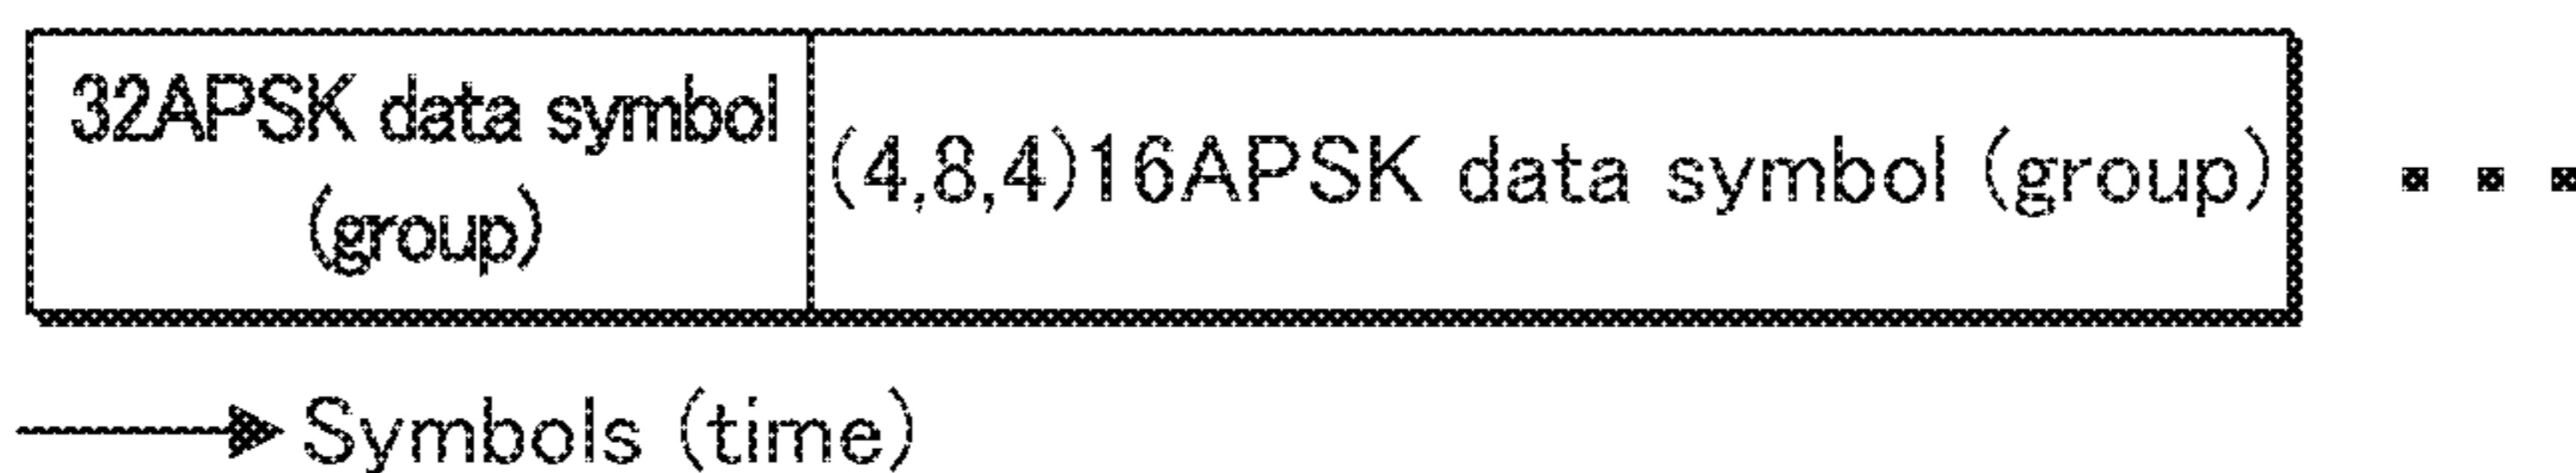 32APSK data symbol
(group)
(4,8,4)16APSK data symbol (group)
Symbols (time)